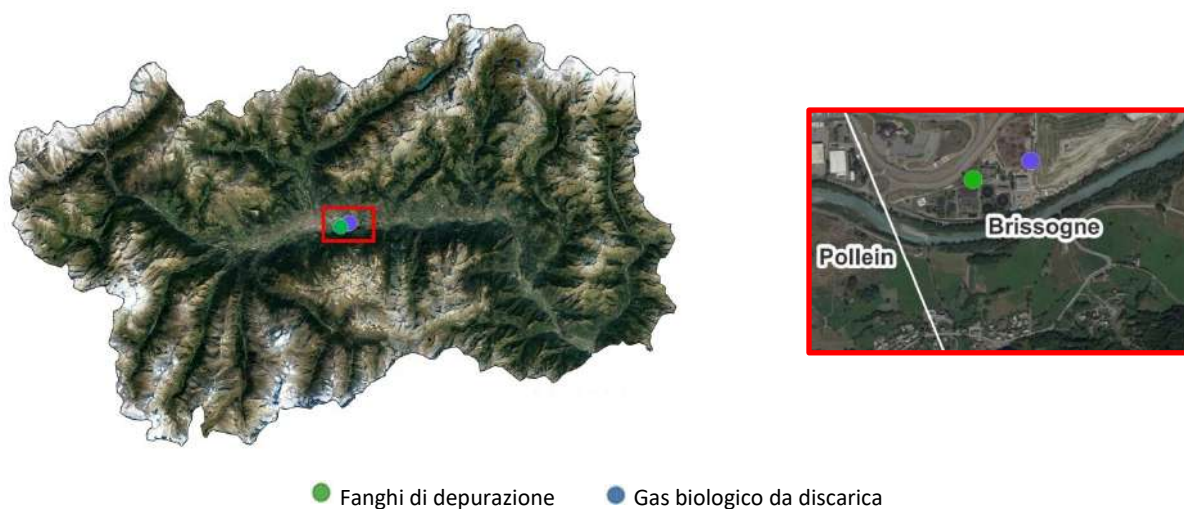 Brissogne
Pollein
Fanghi di depurazione Gas biologico da discarica